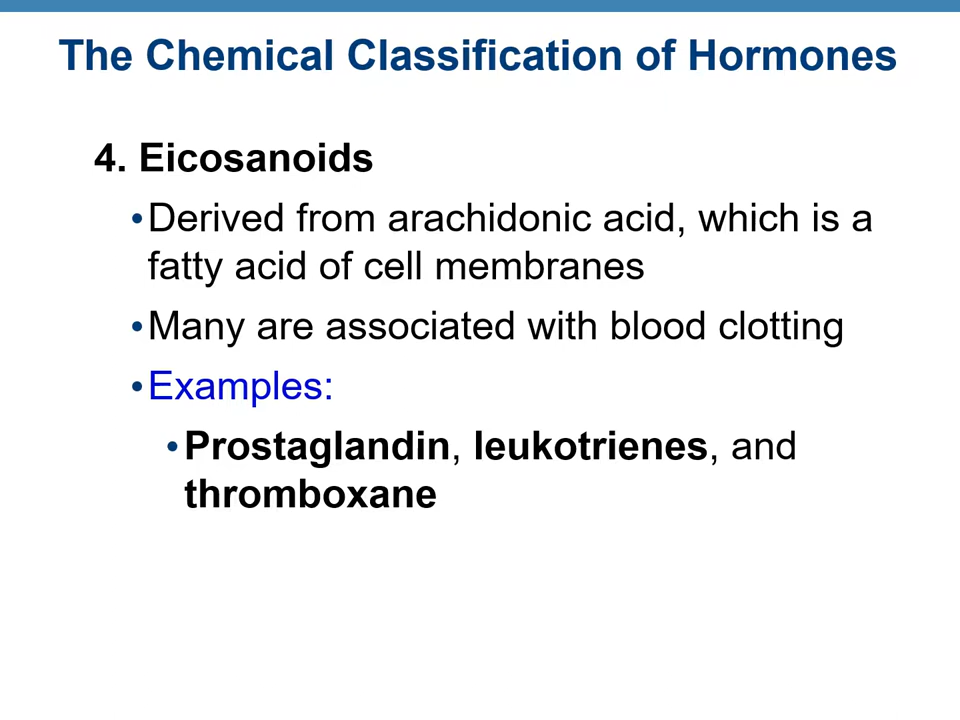 The Chemical Classification of Hormones
4. Eicosanoids
•Derived from arachidonic acid, which is a
fatty acid of cell membranes
•Many are associated with blood clotting
•Examples:
•Prostaglandin, leukotrienes, and
thromboxane